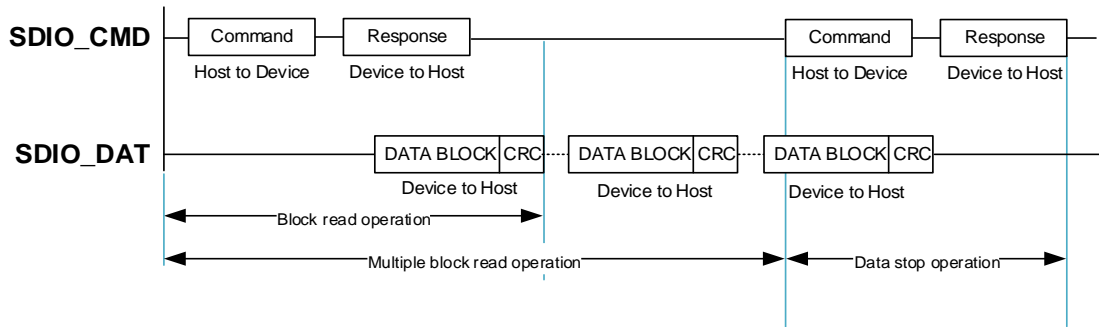 SDIO_CMD Command Response Command Response
Host to Device Device to Host Host to Device Device to Host
SDIO_DAT DATA BLOCK CRC DATA BLOCK CRC DATA BLOCK CRC
Device to Host Device to Host Device to Host
Block read operation
Multiple block read operation Data stop operation